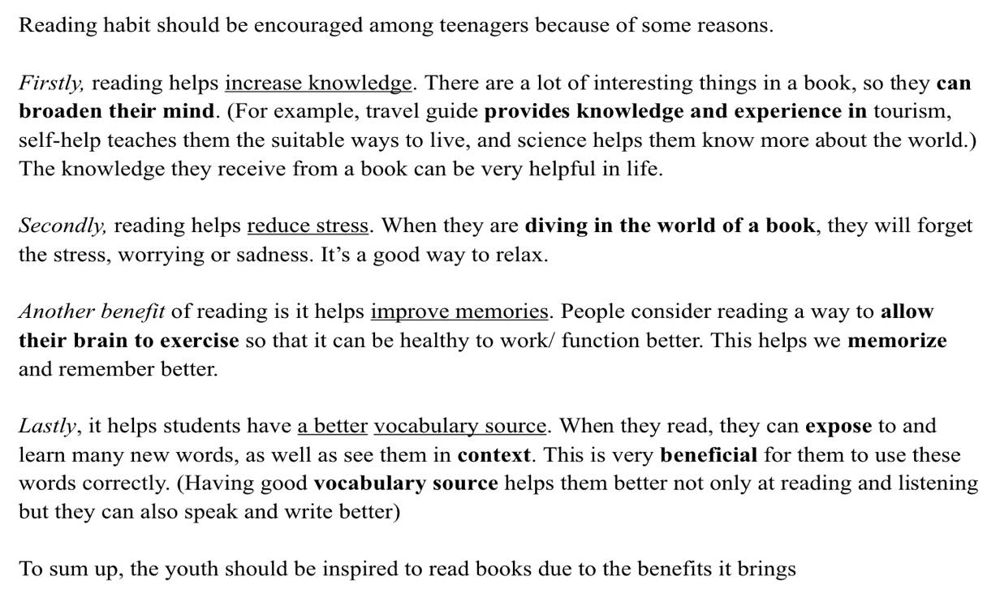 Reading habit should be encouraged among teenagers because of some reasons.
Firstly, reading helps increase knowledge. There are a lot of interesting things in a book, so they can
broaden their mind. (For example, travel guide provides knowledge and experience in tourism,
self-help teaches them the suitable ways to live, and science helps them know more about the world.)
The knowledge they receive from a book can be very helpful in life.
Secondly, reading helps reduce stress. When they are diving in the world of a book, they will forget
the stress, worrying or sadness. It’s a good way to relax.
Another benefit of reading is it helps improve memories. People consider reading a way to allow
their brain to exercise so that it can be healthy to work/ function better. This helps we memorize
and remember better.
Lastly, it helps students have a better vocabulary source. When they read, they can expose to and
learn many new words, as well as see them in context. This is very beneficial for them to use these
words correctly. (Having good vocabulary source helps them better not only at reading and listening
but they can also speak and write better)
To sum up, the youth should be inspired to read books due to the benefits it brings